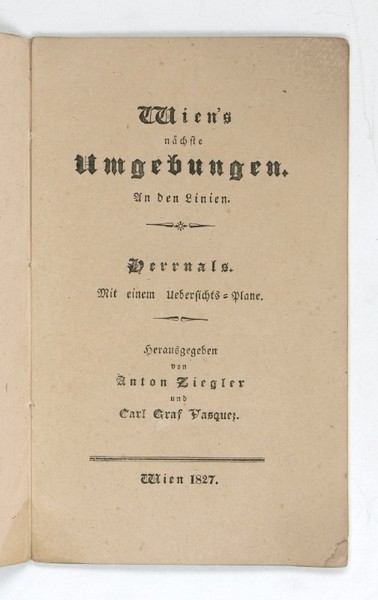 Wien's
nächste
Umgebungen.
An den Linien.
Herrnals.
Mit einem Uebersichts-Plane.
Herausgegeben
von
Anton Ziegler
und
Carl Graf Vasquez.
Wien 1827.